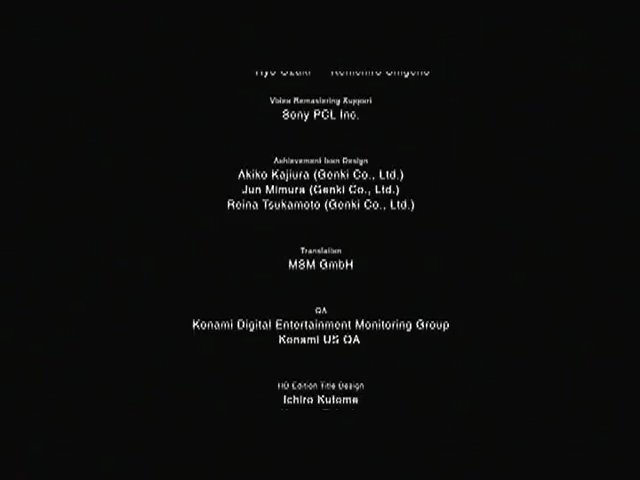 Video Remastering Support
Sony PCL Inc.
Achievement Icon Design
Akiko Kajiura (Genki Co., Ltd.)
Jun Mimura (Genki Co., Ltd.)
Reina Tsukamoto (Genki Co., Ltd.)
Translation
MSM GmbH
QA
Konami Digital Entertainment Monitoring Group
Konami US QA
HD Edition Title Design
Ichiro Kutome